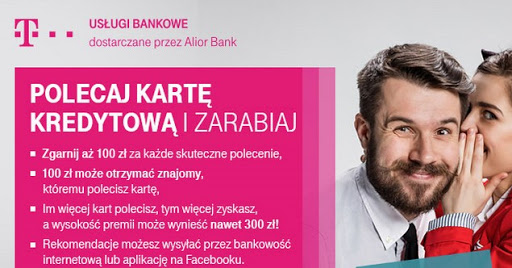 T
USŁUGI BANKOWE
dostarczane przez Alior Bank
POLECAJ KARTĘ
KREDYTOWĄ I ZARABIAJ
Zgarnij aż 100 zł za każde skuteczne polecenie,
100 zł może otrzymać znajomy,
któremu polecisz kartę,
Im więcej kart polecisz, tym więcej zyskasz,
a wysokość premii może wynieść nawet 300 zł!
Rekomendacje możesz wysyłać przez bankowość
internetową lub aplikację na Facebooku.